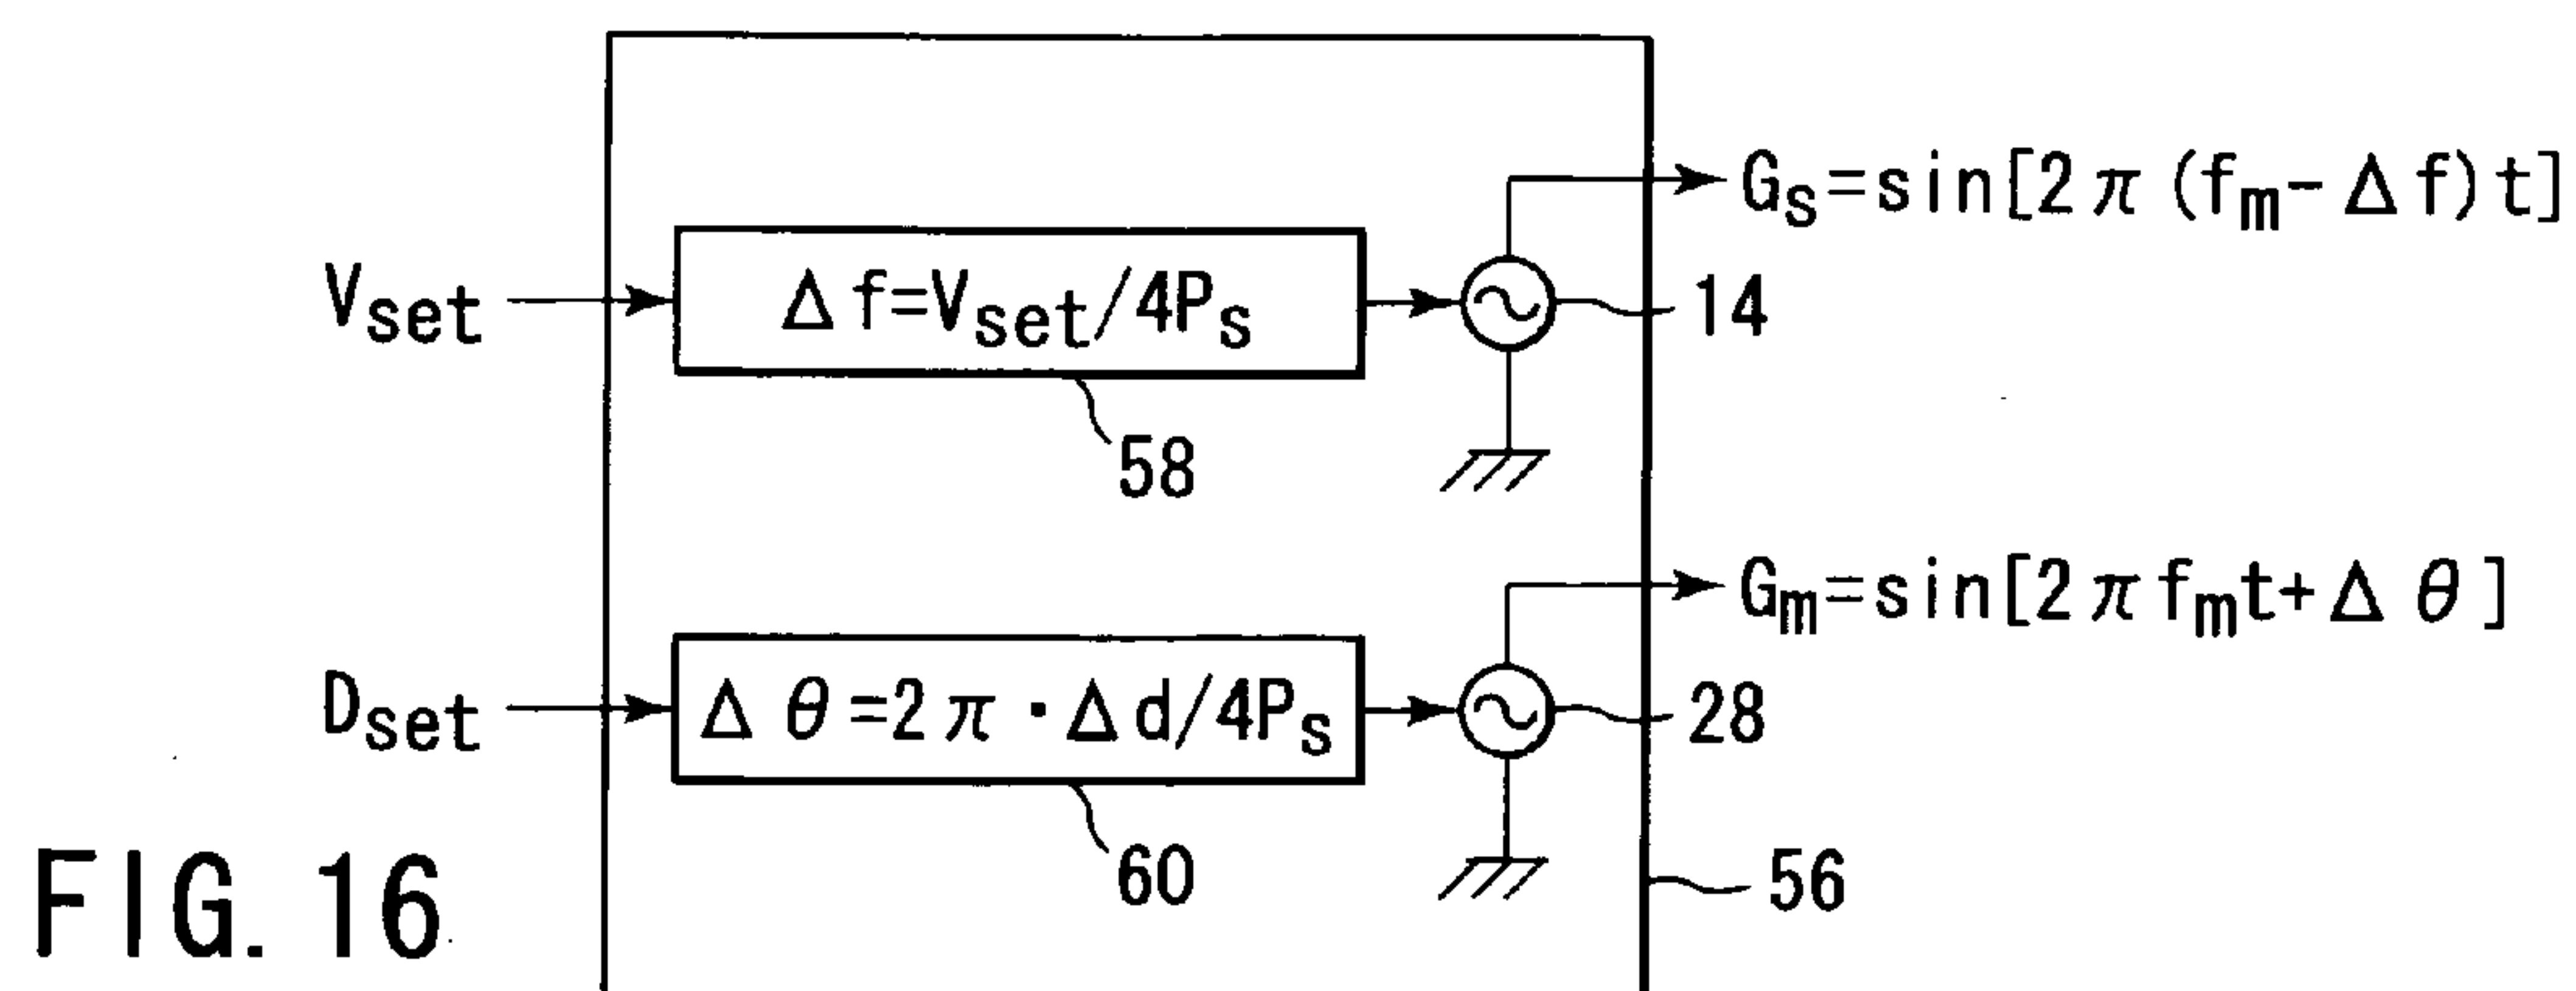 Gₛ=sin[2π(fₘ-Δf)t]
Vset
Δf=Vset/4Pₛ
14
58
Gₘ=sin[2πfₘt+Δθ]
Dset
Δθ=2π·Δd/4Pₛ
28
60
56
FIG. 16